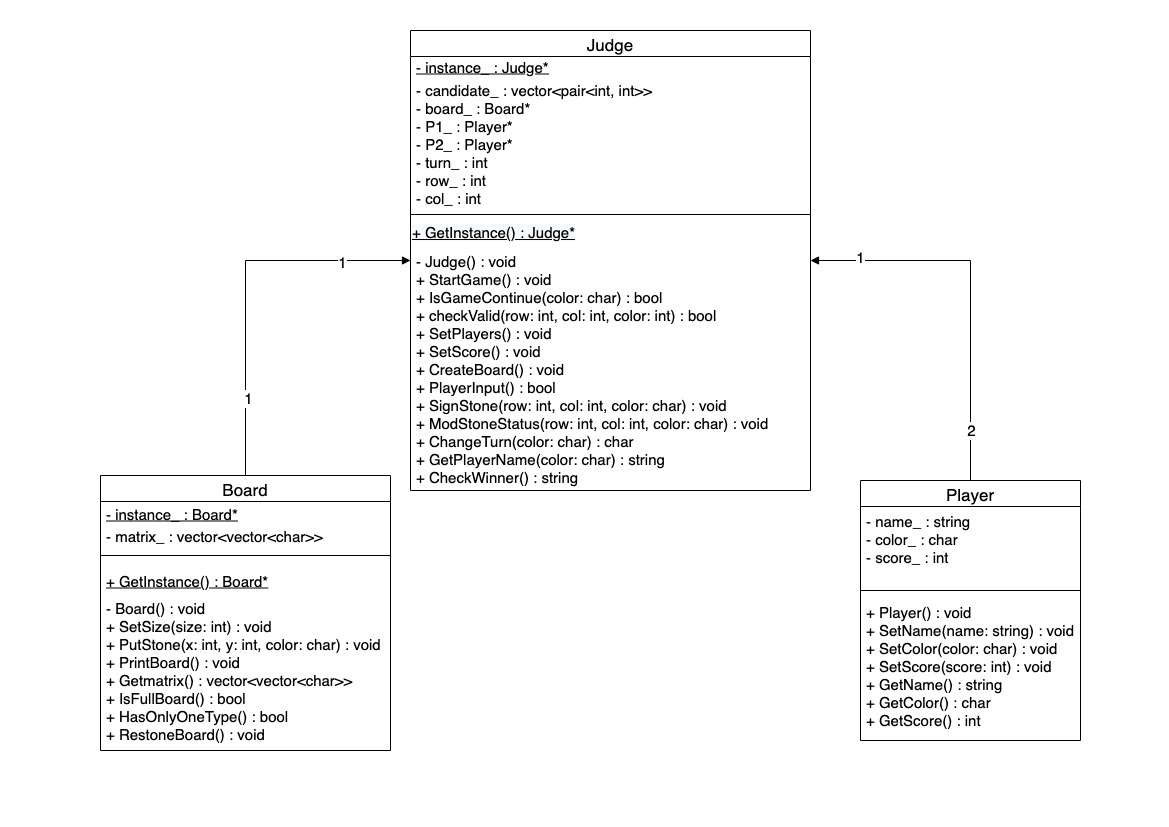 Judge
- instance_ : Judge*
- candidate_ : vector<pair<int, int>>
- board_ : Board*
- P1_ : Player*
- P2_ : Player*
- turn_ : int
- row_ : int
- col_ : int
+ GetInstance() : Judge*
- Judge() : void
+ StartGame() : void
+ IsGameContinue(color: char) : bool
+ checkValid(row: int, col: int, color: int) : bool
+ SetPlayers() : void
+ SetScore() : void
+ CreateBoard() : void
+ PlayerInput() : bool
+ SignStone(row: int, col: int, color: char) : void
+ ModStoneStatus(row: int, col: int, color: char) : void
+ ChangeTurn(color: char) : char
+ GetPlayerName(color: char) : string
+ CheckWinner() : string
1
1
1
2
Board
- instance_ : Board*
- matrix_ : vector<vector<char>>
+ GetInstance() : Board*
- Board() : void
+ SetSize(size: int) : void
+ PutStone(x: int, y: int, color: char) : void
+ PrintBoard() : void
+ Getmatrix() : vector<vector<char>>
+ IsFullBoard() : bool
+ HasOnlyOneType() : bool
+ RestoneBoard() : void
Player
- name_ : string
- color_ : char
- score_ : int
+ Player() : void
+ SetName(name: string) : void
+ SetColor(color: char) : void
+ SetScore(score: int) : void
+ GetName() : string
+ GetColor() : char
+ GetScore() : int